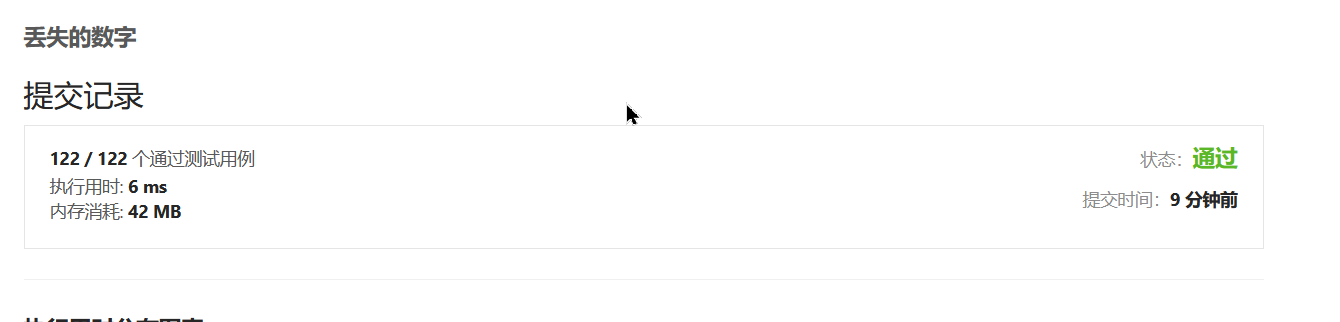 丢失的数字
提交记录
122 / 122 个通过测试用例
状态：通过
执行用时: 6 ms
提交时间：9 分钟前
内存消耗: 42 MB